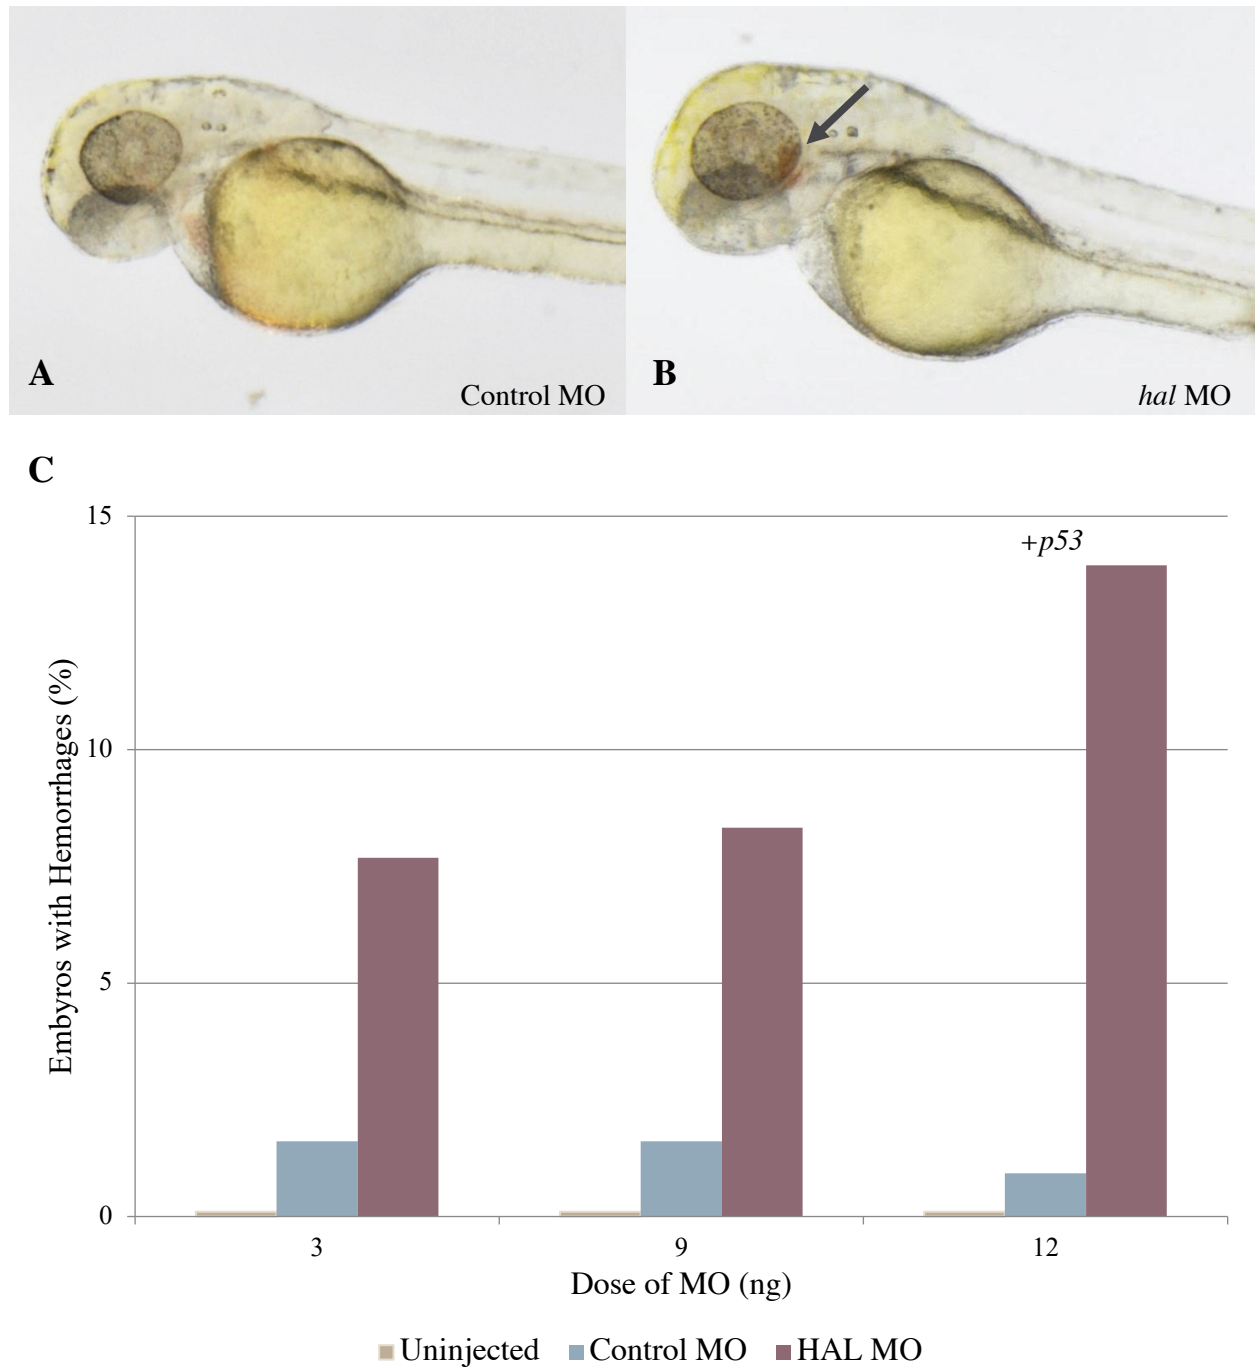 A
Control MO
B
hal MO
C
15
+p53
10
5
0
Embyros with Hemorrhages (%)
3
9
12
Dose of MO (ng)
Uninjected
Control MO
HAL MO